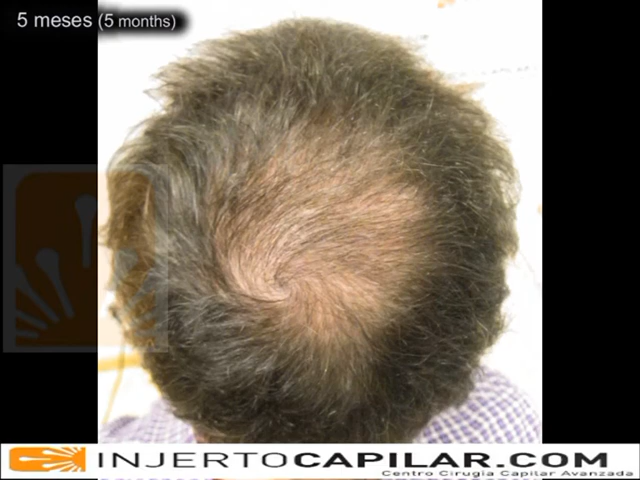 5 meses (5 months)
INJERTOCAPILAR.COM
Centro Cirugía Capilar Avanzada